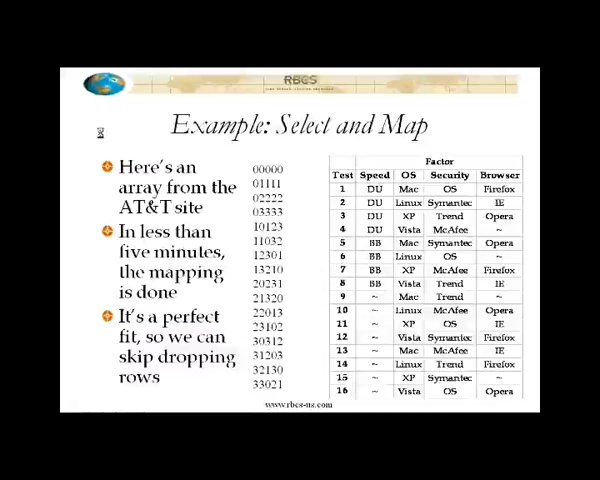 RBCS
Example: Select and Map
Here's an
array from the
AT&T site
In less than
five minutes,
the mapping
is done
It's a perfect
fit, so we can
skip dropping
rows
00000
01111
02222
03333
10123
11032
12301
13210
20231
21320
22013
23102
30312
31203
32130
33021
Factor
Test Speed OS Security Browser
1 DU Mac OS Firefox
2 DU Linux Symantec IE
3 DU XP Trend Opera
4 DU Vista McAfee ~
5 BB Mac Symantec Opera
6 BB Linux OS ~
7 BB XP McAfee Firefox
8 BB Vista Trend IE
9 ~ Mac Trend ~
10 ~ Linux McAfee Opera
11 ~ XP OS IE
12 ~ Vista Symantec Firefox
13 ~ Mac McAfee IE
14 ~ Linux Trend Firefox
15 ~ XP Symantec ~
16 ~ Vista OS Opera
www.rbcs-us.com